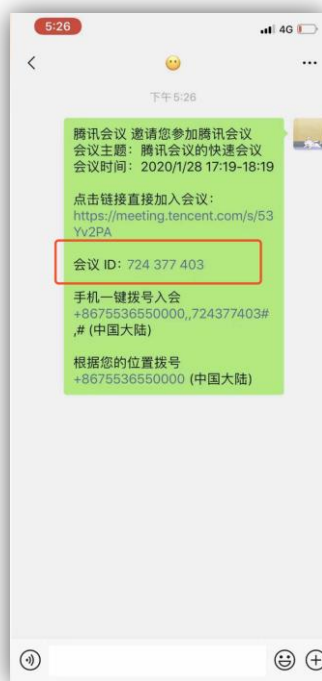 5:26
4G
下午 5:26
腾讯会议 邀请您参加腾讯会议
会议主题：腾讯会议的快速会议
会议时间：2020/1/28 17:19-18:19
点击链接直接加入会议：
https://meeting.tencent.com/s/53
Yv2PA
会议 ID：724 377 403
手机一键拨号入会
+8675536550000,,724377403#
,# (中国大陆)
根据您的位置拨号
+8675536550000 (中国大陆)